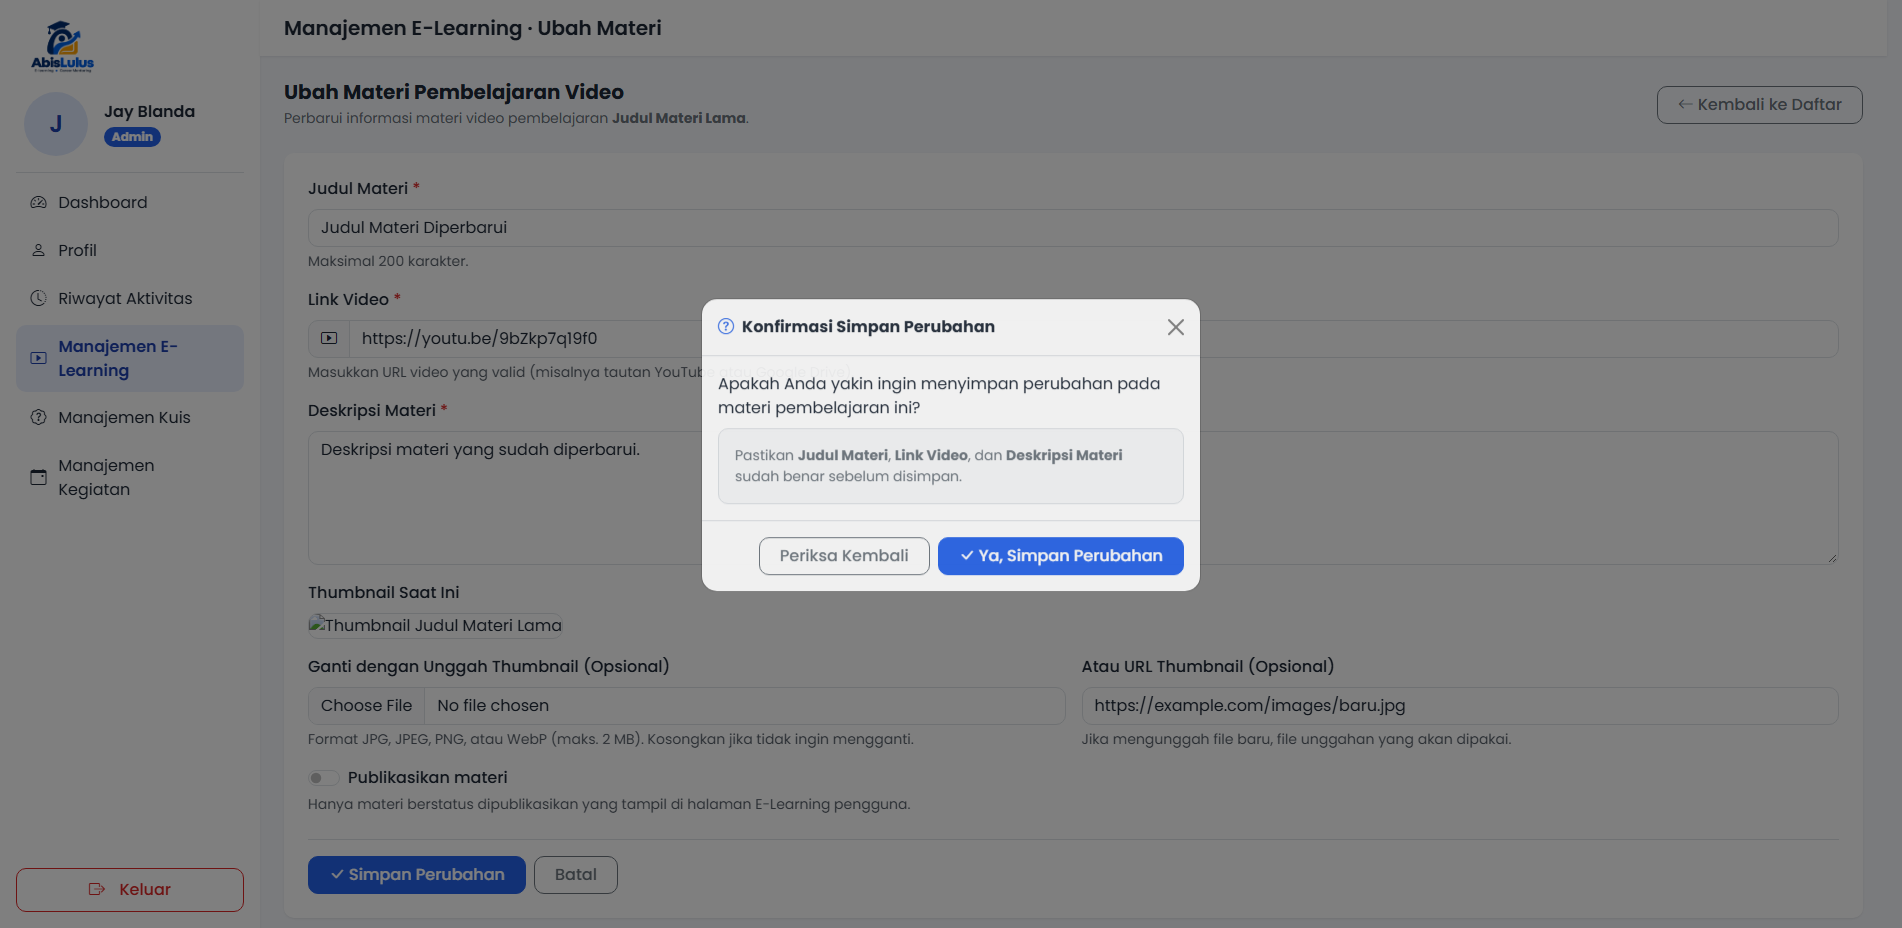 AbisLulus
Manajemen E-Learning · Ubah Materi
J
Jay Blanda
Admin
Dashboard
Profil
Riwayat Aktivitas
Manajemen E-
Learning
Manajemen Kuis
Manajemen
Kegiatan
Keluar
Ubah Materi Pembelajaran Video
Perbarui informasi materi video pembelajaran Judul Materi Lama.
← Kembali ke Daftar
Judul Materi *
Judul Materi Diperbarui
Maksimal 200 karakter.
Link Video *
https://youtu.be/9bZkp7q19f0
Masukkan URL video yang valid (misalnya tautan YouTube atau Google Drive).
Deskripsi Materi *
Deskripsi materi yang sudah diperbarui.
Konfirmasi Simpan Perubahan
Apakah Anda yakin ingin menyimpan perubahan pada
materi pembelajaran ini?
Pastikan Judul Materi, Link Video, dan Deskripsi Materi
sudah benar sebelum disimpan.
Periksa Kembali
Ya, Simpan Perubahan
Thumbnail Saat Ini
Thumbnail Judul Materi Lama
Ganti dengan Unggah Thumbnail (Opsional)
Choose File No file chosen
Format JPG, JPEG, PNG, atau WebP (maks. 2 MB). Kosongkan jika tidak ingin mengganti.
Atau URL Thumbnail (Opsional)
https://example.com/images/baru.jpg
Jika mengunggah file baru, file unggahan yang akan dipakai.
Publikasikan materi
Hanya materi berstatus dipublikasikan yang tampil di halaman E-Learning pengguna.
Simpan Perubahan
Batal